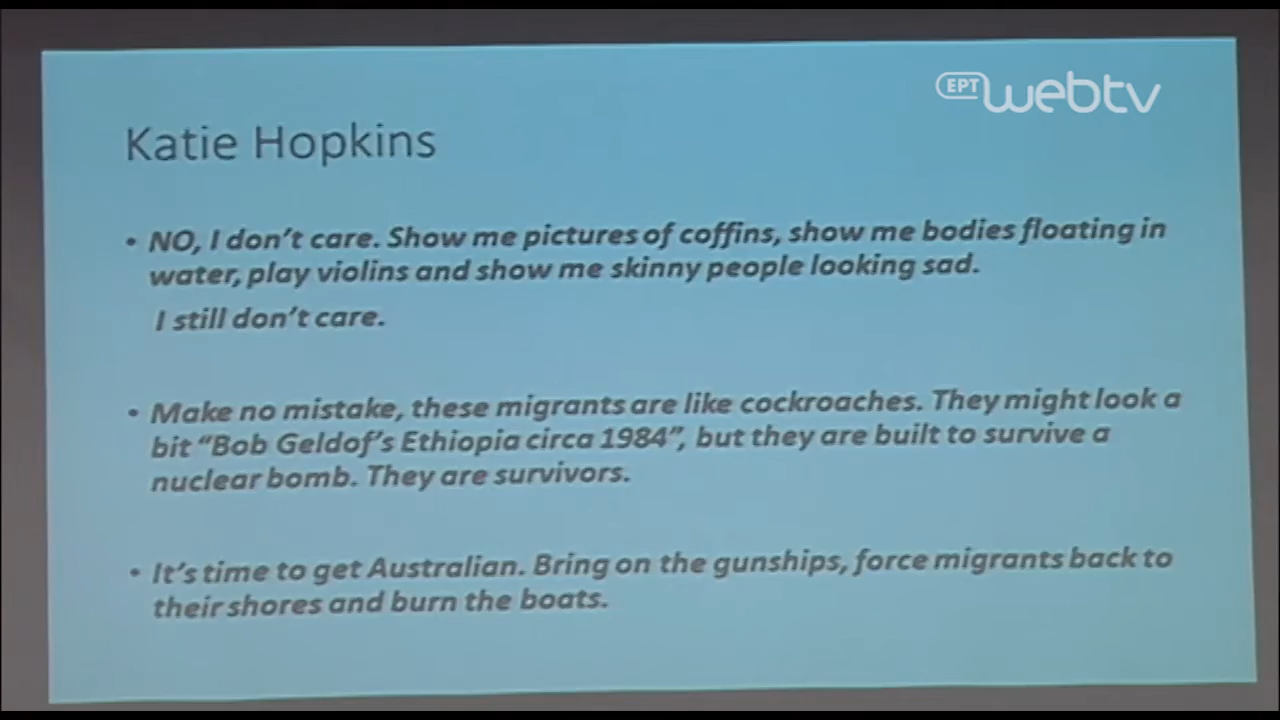 ΕΡΤ webtv
Katie Hopkins
• NO, I don't care. Show me pictures of coffins, show me bodies floating in
water, play violins and show me skinny people looking sad.
I still don't care.
• Make no mistake, these migrants are like cockroaches. They might look a
bit "Bob Geldof's Ethiopia circa 1984", but they are built to survive a
nuclear bomb. They are survivors.
• It's time to get Australian. Bring on the gunships, force migrants back to
their shores and burn the boats.